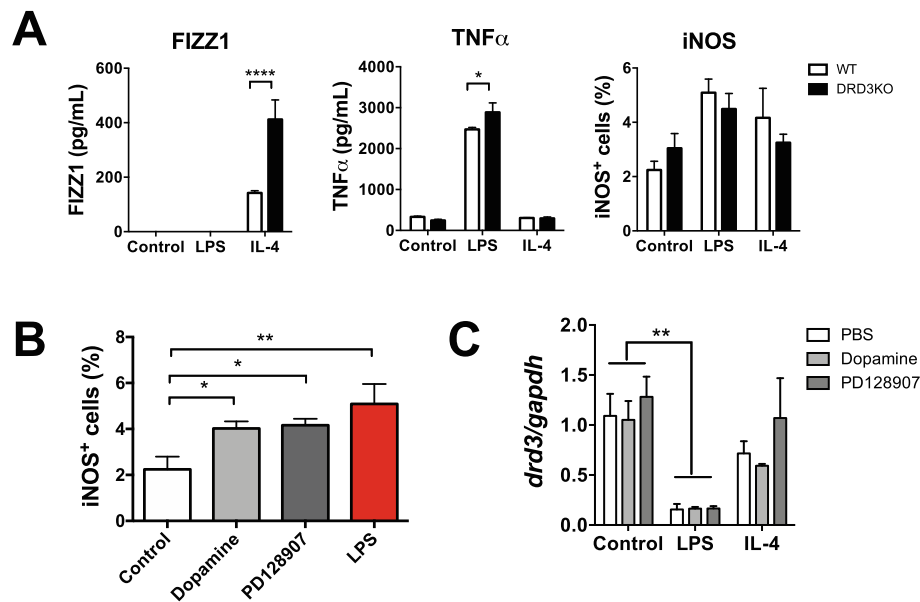 A
FIZZ1
FIZZ1 (pg/mL)
600
400
200
0
****
Control LPS IL-4
TNFα
TNFα (pg/mL)
4000
3000
2000
1000
0
*
Control LPS IL-4
iNOS
iNOS+ cells (%)
6
4
2
0
Control LPS IL-4
WT
DRD3KO
B
iNOS+ cells (%)
8
6
4
2
0
**
*
*
Control
Dopamine
PD128907
LPS
C
drd3/gapdh
2.0
1.5
1.0
0.5
0.0
**
Control LPS IL-4
PBS
Dopamine
PD128907